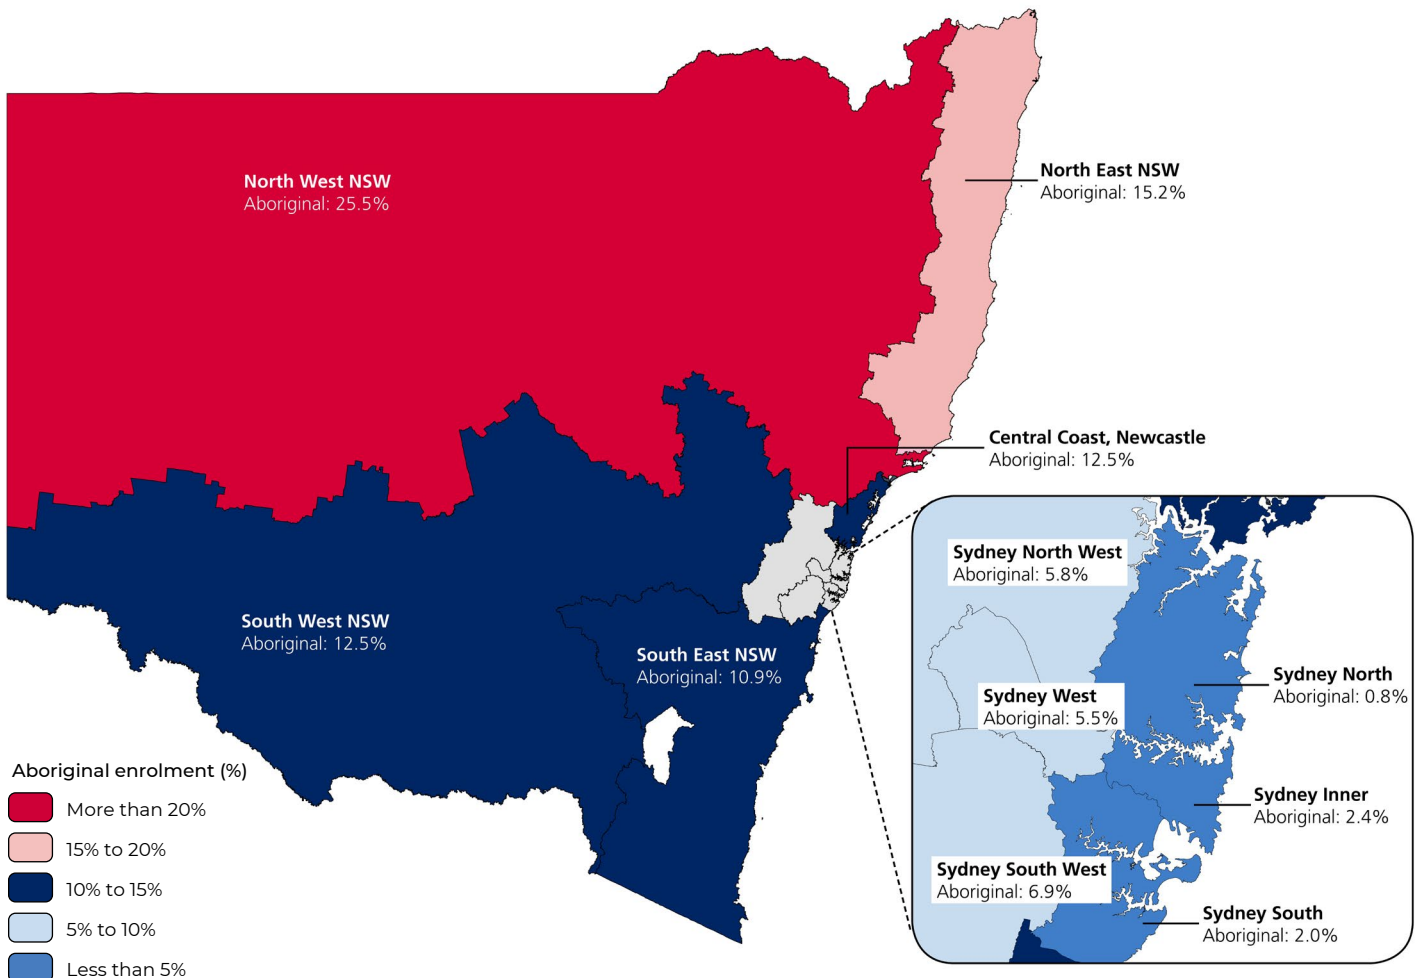 North West NSW
Aboriginal: 25.5%
North East NSW
Aboriginal: 15.2%
Central Coast, Newcastle
Aboriginal: 12.5%
South West NSW
Aboriginal: 12.5%
South East NSW
Aboriginal: 10.9%
Sydney North West
Aboriginal: 5.8%
Sydney North
Aboriginal: 0.8%
Sydney West
Aboriginal: 5.5%
Sydney Inner
Aboriginal: 2.4%
Sydney South West
Aboriginal: 6.9%
Sydney South
Aboriginal: 2.0%
Aboriginal enrolment (%)
More than 20%
15% to 20%
10% to 15%
5% to 10%
Less than 5%